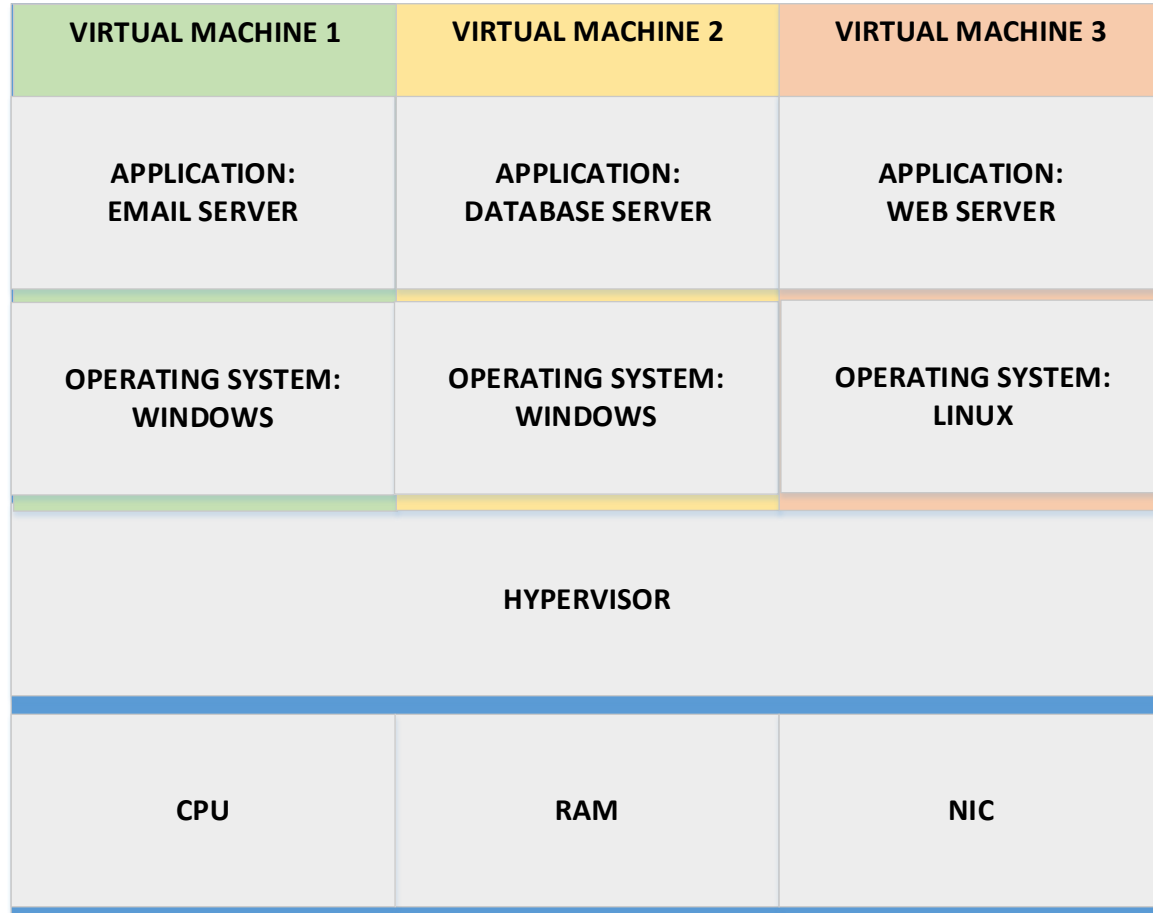 VIRTUAL MACHINE 1
VIRTUAL MACHINE 2
VIRTUAL MACHINE 3
APPLICATION:
EMAIL SERVER
APPLICATION:
DATABASE SERVER
APPLICATION:
WEB SERVER
OPERATING SYSTEM:
WINDOWS
OPERATING SYSTEM:
WINDOWS
OPERATING SYSTEM:
LINUX
HYPERVISOR
CPU
RAM
NIC